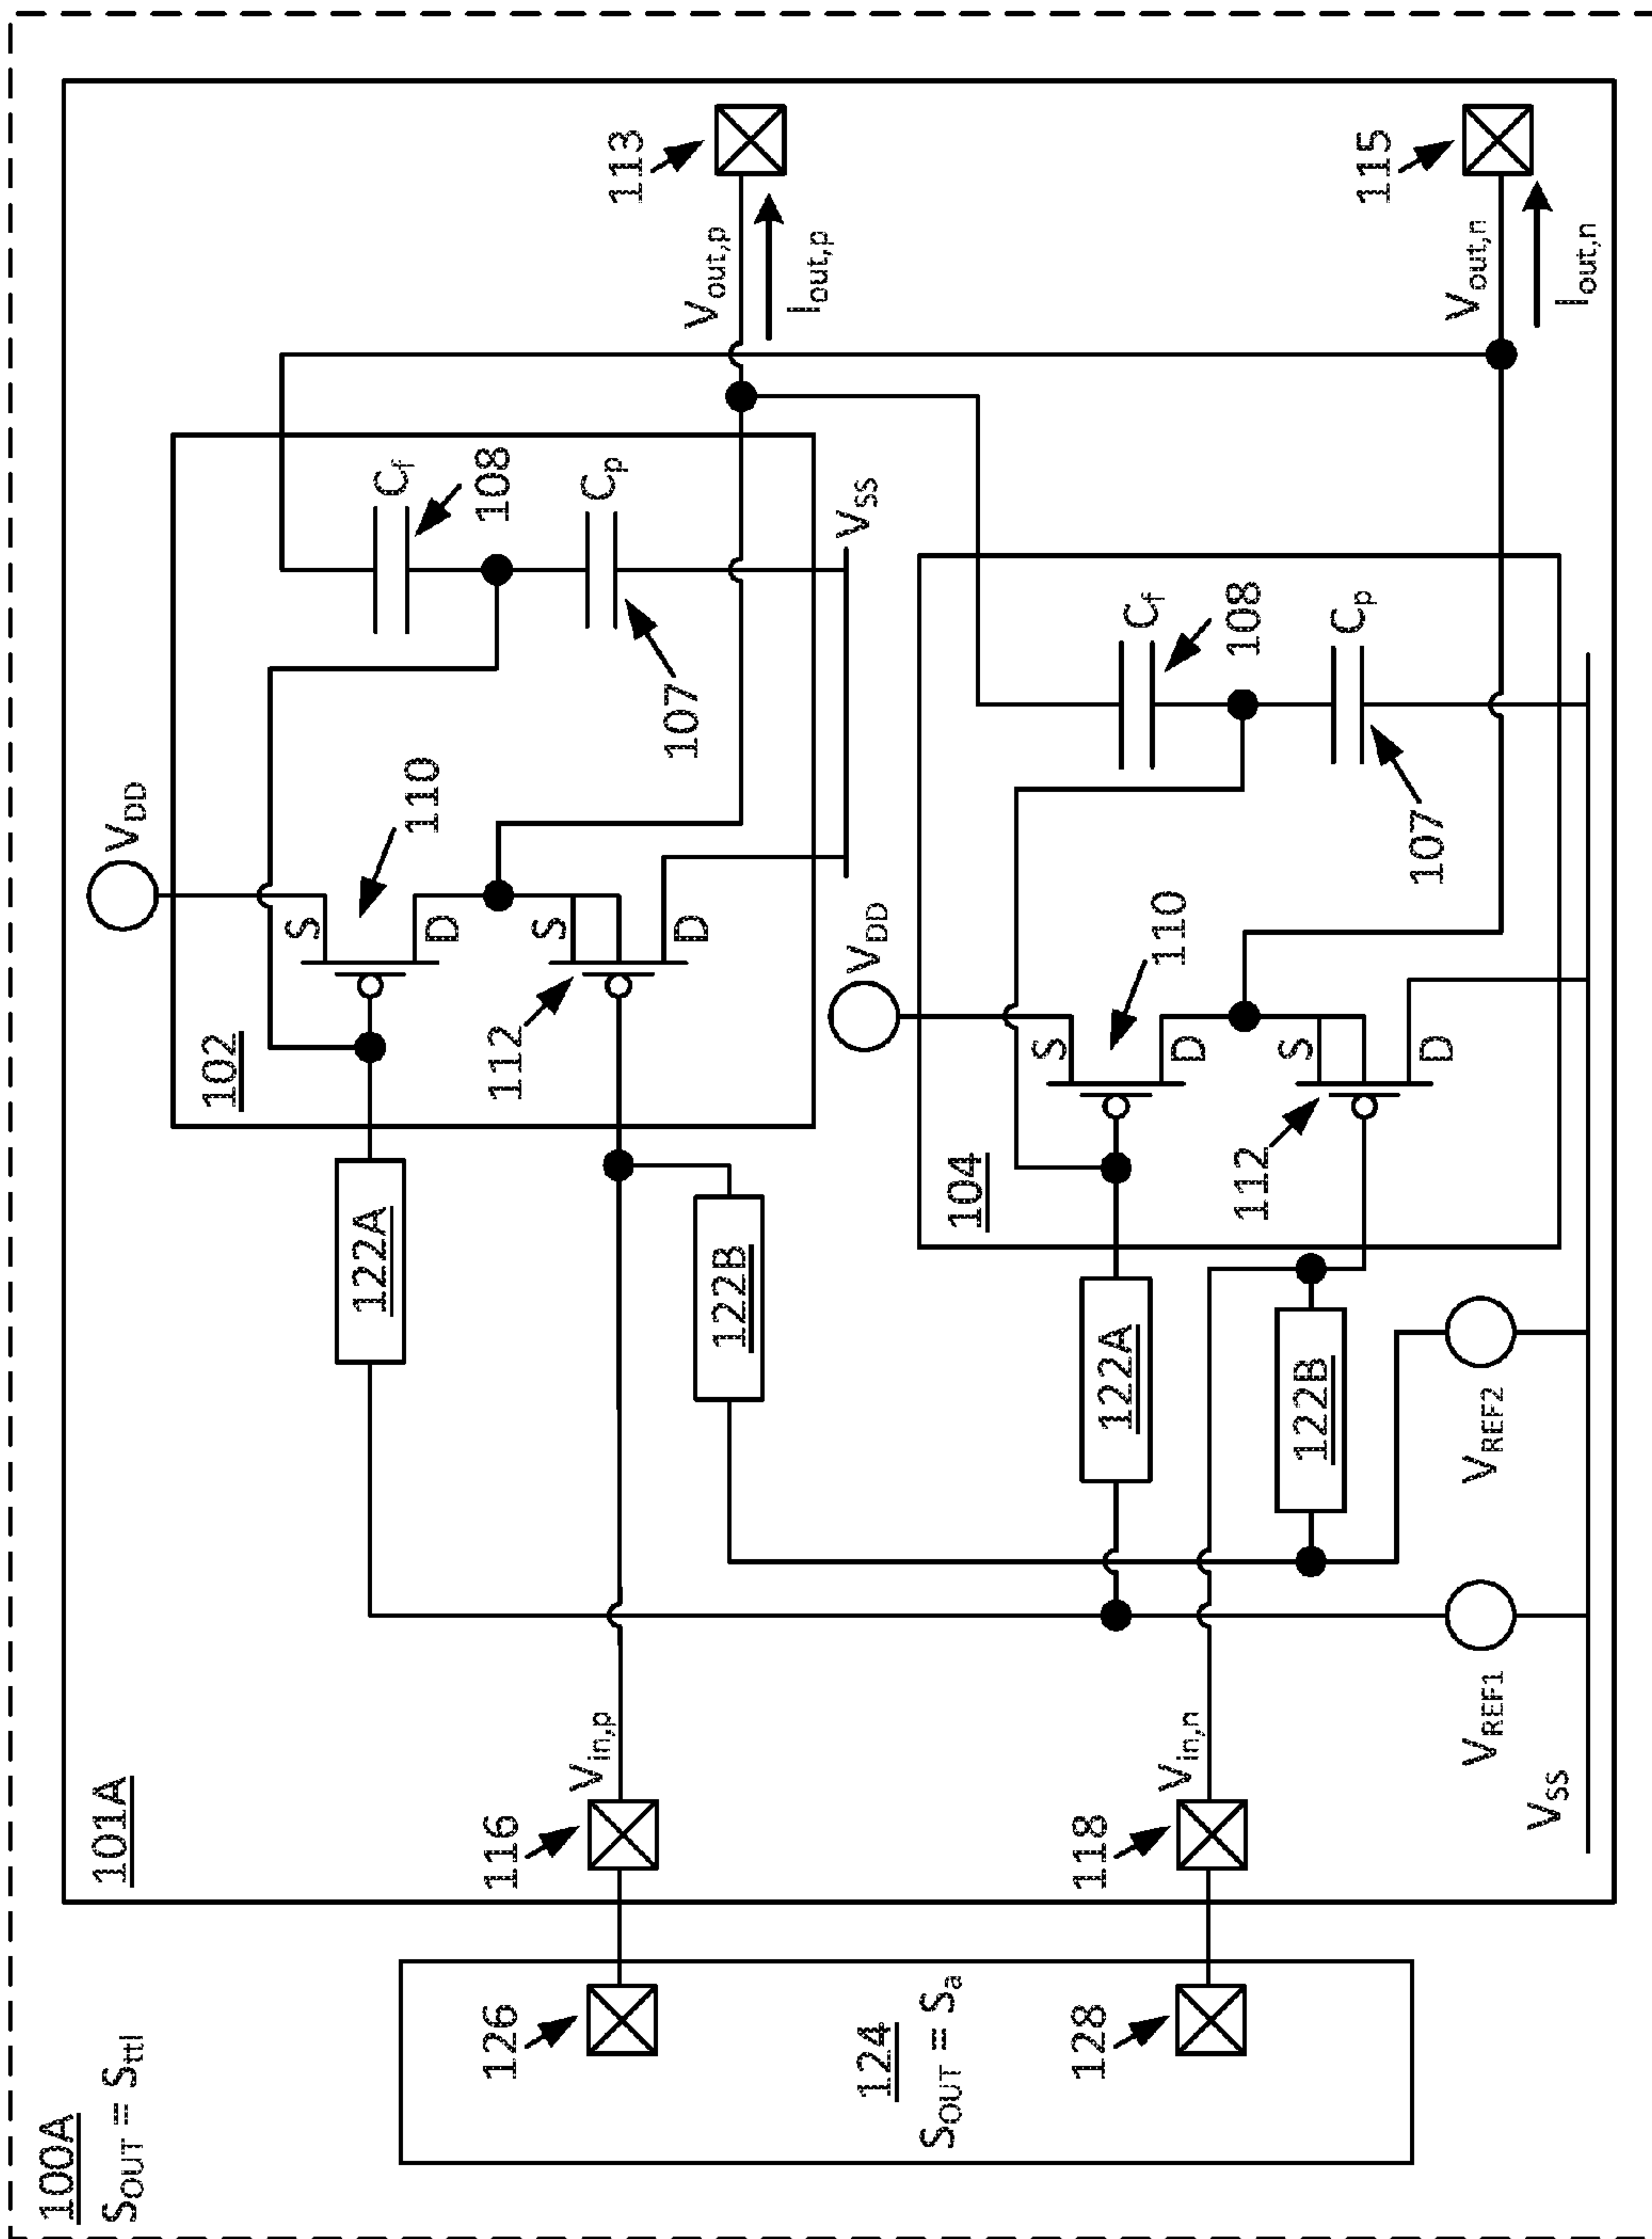 100A
S_OUT = S_ttl
101A
102
V_DD
110
S
D
C_f
108
V_out,p
113
I_out,p
122A
112
S
D
107
C_p
V_SS
116
V_in,p
126
122B
V_DD
104
S
D
110
C_f
108
124
S_OUT = S_a
122A
112
S
D
107
C_p
V_out,n
115
I_out,n
118
V_in,n
128
122B
V_REF1
V_REF2
V_SS